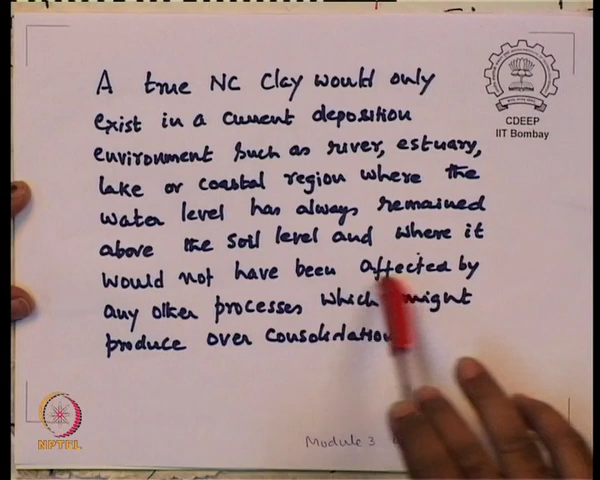 A true NC Clay would only
exist in a current deposition
environment such as river, estuary,
lake or coastal region where the
water level has always remained
above the soil level and where it
would not have been affected by
any other processes which might
produce over consolidation
CDEEP
IIT Bombay
NPTEL
Module 3